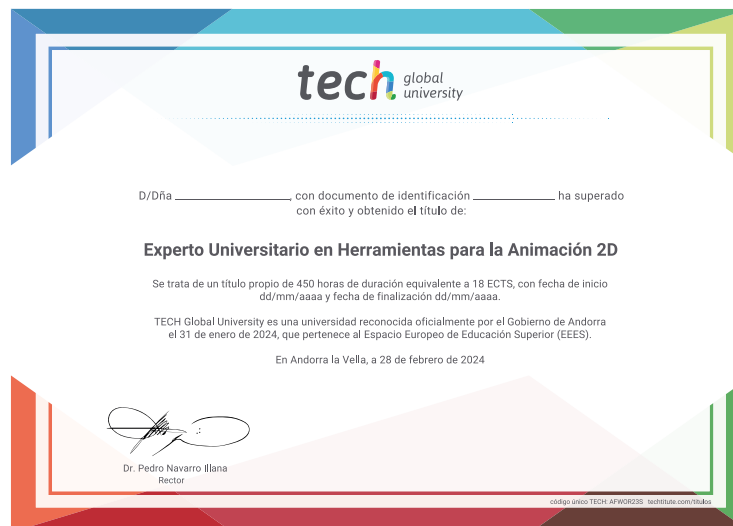 tech global
university
D/Dña ____________________, con documento de identificación ______________ ha superado
con éxito y obtenido el título de:
Experto Universitario en Herramientas para la Animación 2D
Se trata de un título propio de 450 horas de duración equivalente a 18 ECTS, con fecha de inicio
dd/mm/aaaa y fecha de finalización dd/mm/aaaa.
TECH Global University es una universidad reconocida oficialmente por el Gobierno de Andorra
el 31 de enero de 2024, que pertenece al Espacio Europeo de Educación Superior (EEES).
En Andorra la Vella, a 28 de febrero de 2024
Dr. Pedro Navarro Illana
Rector
código único TECH: AFWOR23S techtitute.com/titulos